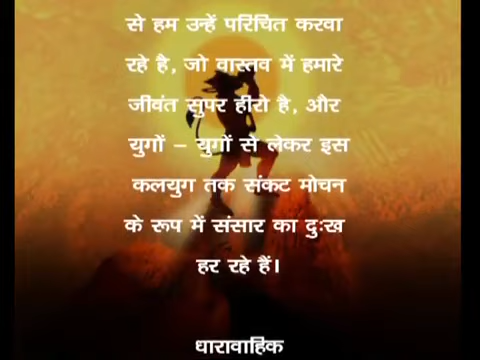 से हम उन्हें परिचित करवा
रहे है, जो वास्तव में हमारे
जीवंत सुपर हीरो है, और
युगों – युगों से लेकर इस
कलयुग तक संकट मोचन
के रूप में संसार का दुःख
हर रहे हैं।
धारावाहिक